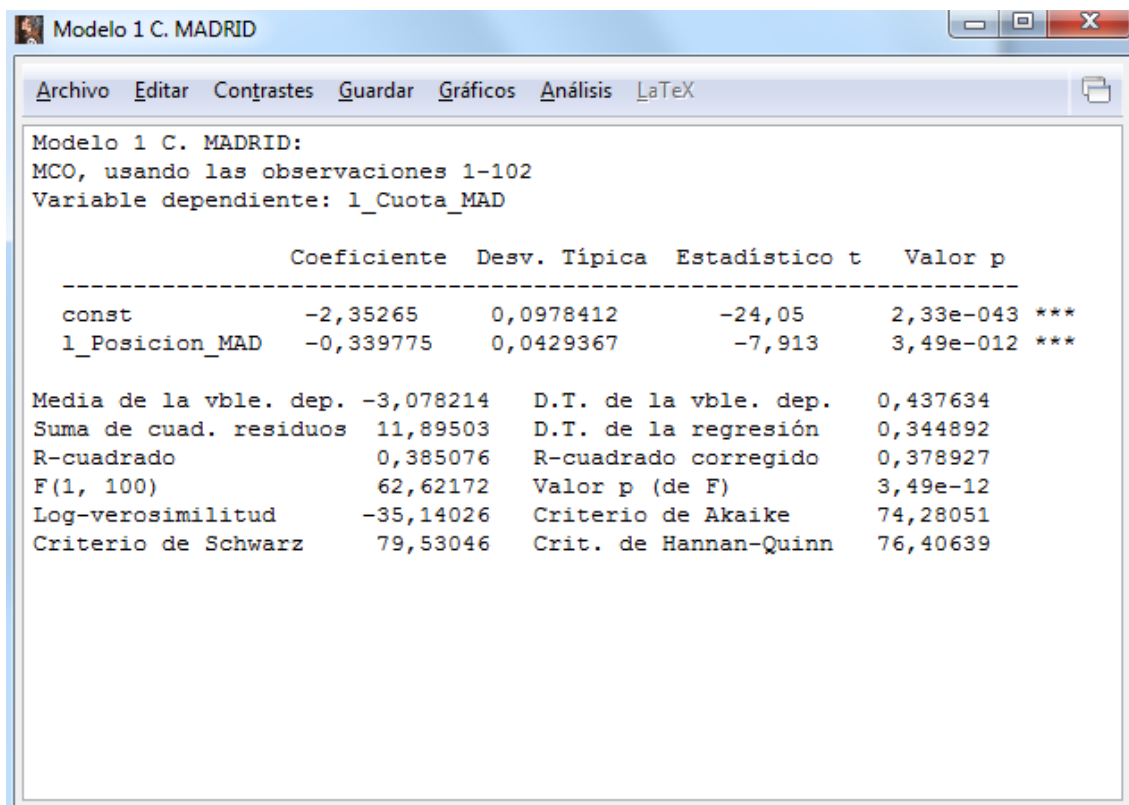 Modelo 1 C. MADRID
Archivo Editar Contrastes Guardar Gráficos Análisis LaTeX
Modelo 1 C. MADRID:
MCO, usando las observaciones 1-102
Variable dependiente: l_Cuota_MAD
Coeficiente Desv. Típica Estadístico t Valor p
-------------------------------------------------------------------
const -2,35265 0,0978412 -24,05 2,33e-043 ***
l_Posicion_MAD -0,339775 0,0429367 -7,913 3,49e-012 ***
Media de la vble. dep. -3,078214 D.T. de la vble. dep. 0,437634
Suma de cuad. residuos 11,89503 D.T. de la regresión 0,344892
R-cuadrado 0,385076 R-cuadrado corregido 0,378927
F(1, 100) 62,62172 Valor p (de F) 3,49e-12
Log-verosimilitud -35,14026 Criterio de Akaike 74,28051
Criterio de Schwarz 79,53046 Crit. de Hannan-Quinn 76,40639